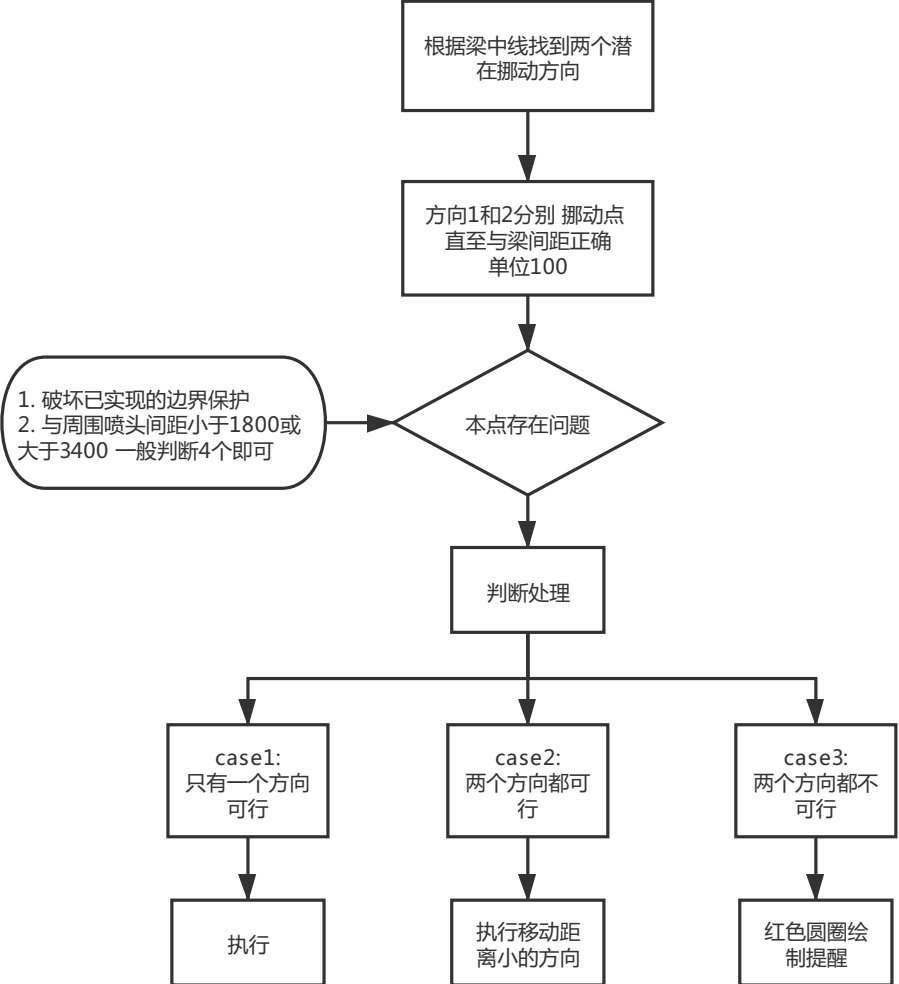 根据梁中线找到两个潜
在挪动方向
方向1和2分别 挪动点
直至与梁间距正确
单位100
1. 破坏已实现的边界保护
2. 与周围喷头间距小于1800或
大于3400 一般判断4个即可
本点存在问题
判断处理
case1:
只有一个方向
可行
case2:
两个方向都可
行
case3:
两个方向都不
可行
执行
执行移动距
离小的方向
红色圆圈绘
制提醒